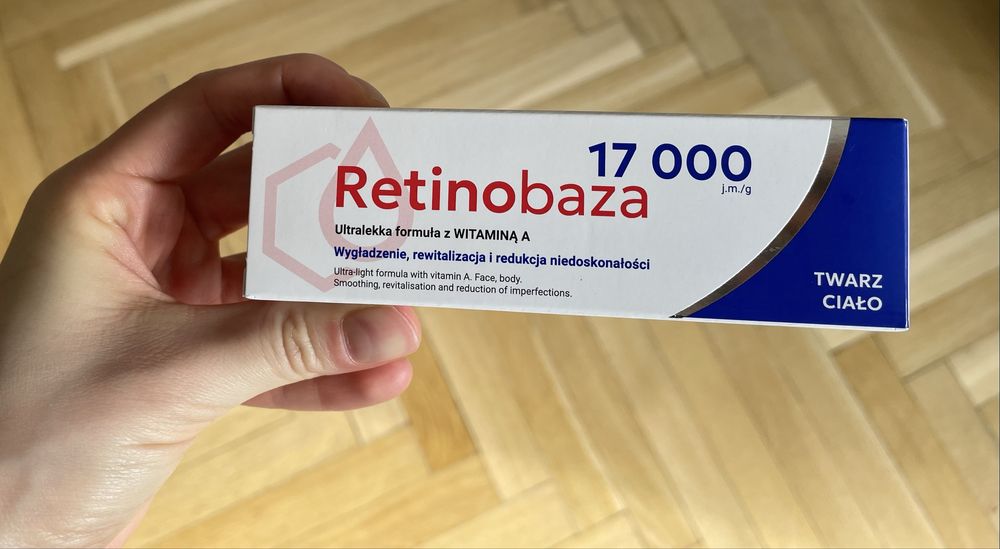 17 000
j.m./g
Retinobaza
Ultralekka formuła z WITAMINĄ A
Wygładzenie, rewitalizacja i redukcja niedoskonałości
Ultra-light formula with vitamin A. Face, body.
Smoothing, revitalisation and reduction of imperfections.
TWARZ
CIAŁO